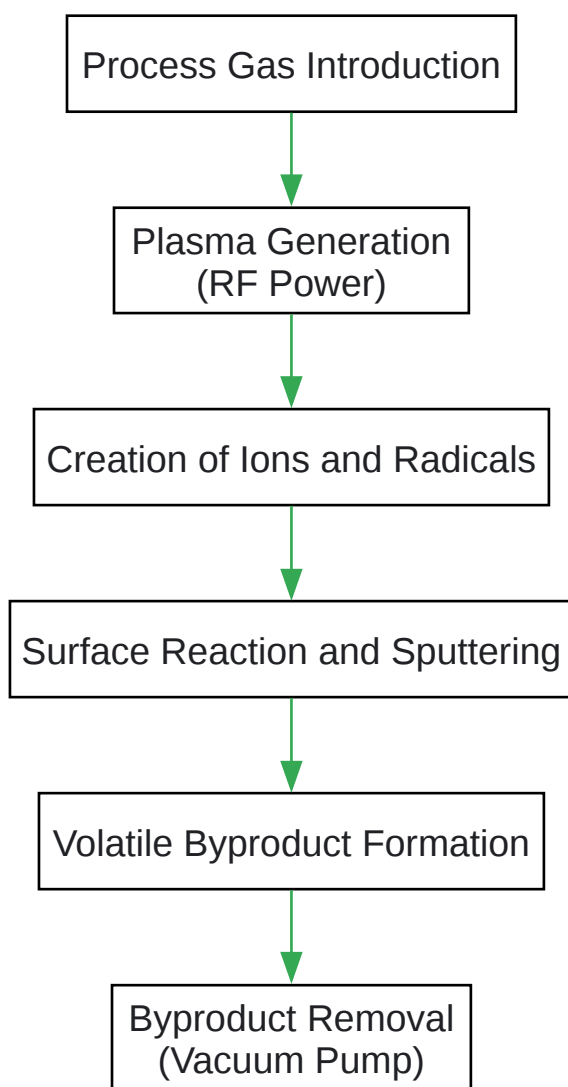 Process Gas Introduction
Plasma Generation
(RF Power)
Creation of Ions and Radicals
Surface Reaction and Sputtering
Volatile Byproduct Formation
Byproduct Removal
(Vacuum Pump)